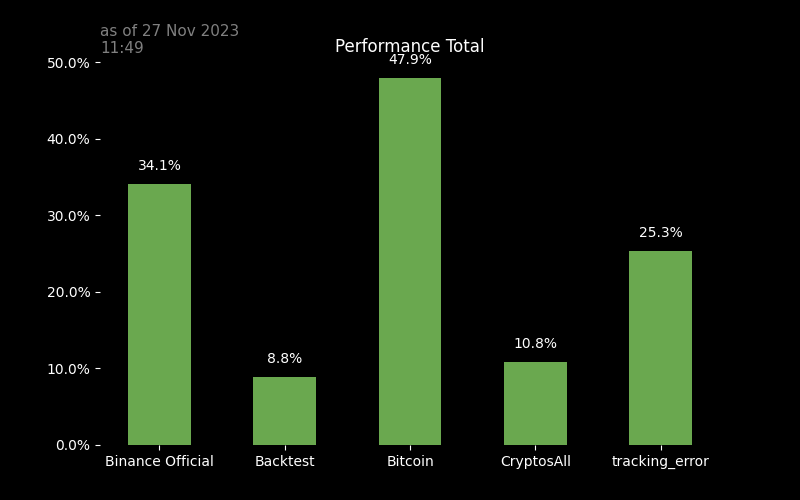 as of 27 Nov 2023
11:49
Performance Total
50.0%
40.0%
30.0%
20.0%
10.0%
0.0%
34.1%
8.8%
47.9%
10.8%
25.3%
Binance Official
Backtest
Bitcoin
CryptosAll
tracking_error